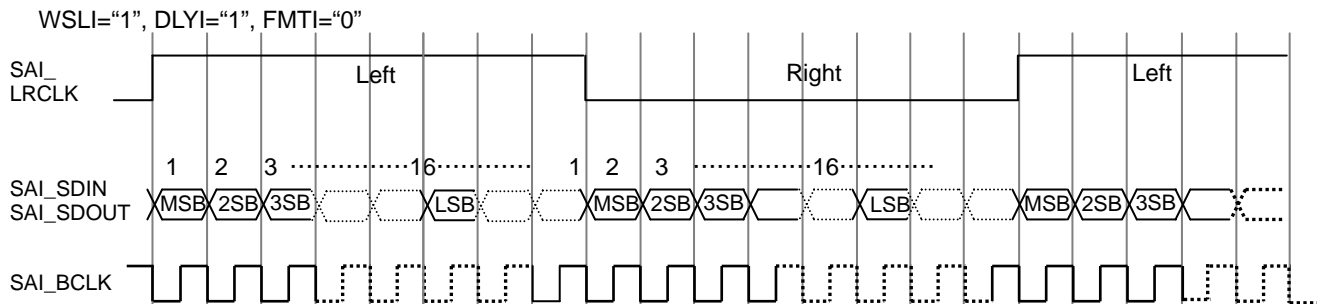 WSLI=“1”, DLYI=“1”, FMTI=“0”
SAI_
LRCLK
Left
Right
Left
1 2 3 16 1 2 3 16
SAI_SDIN
SAI_SDOUT
MSB 2SB 3SB LSB MSB 2SB 3SB LSB MSB 2SB 3SB
SAI_BCLK